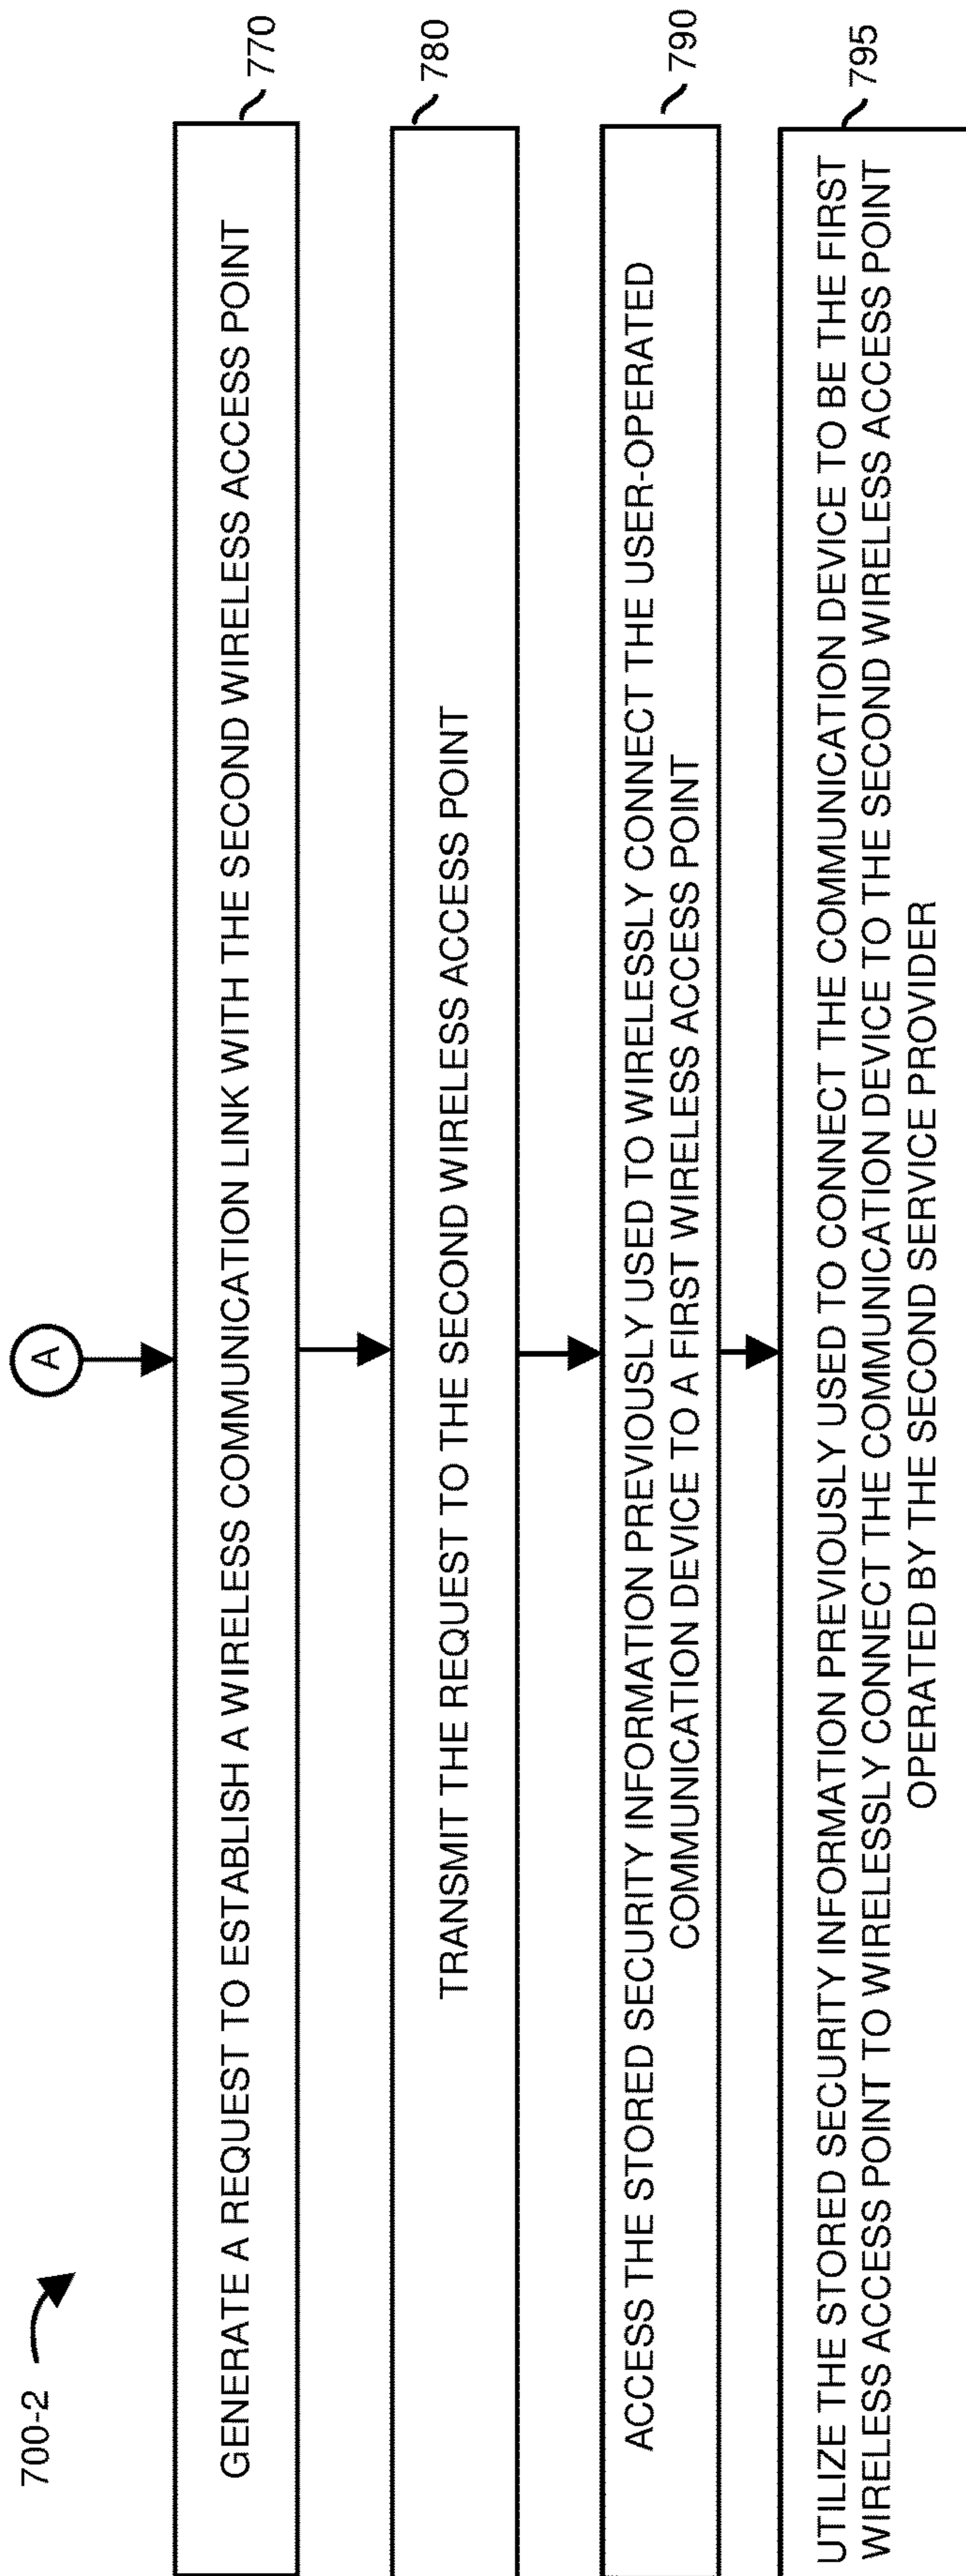 700-2
A
GENERATE A REQUEST TO ESTABLISH A WIRELESS COMMUNICATION LINK WITH THE SECOND WIRELESS ACCESS POINT
770
TRANSMIT THE REQUEST TO THE SECOND WIRELESS ACCESS POINT
780
ACCESS THE STORED SECURITY INFORMATION PREVIOUSLY USED TO WIRELESSLY CONNECT THE USER-OPERATED
COMMUNICATION DEVICE TO A FIRST WIRELESS ACCESS POINT
790
UTILIZE THE STORED SECURITY INFORMATION PREVIOUSLY USED TO CONNECT THE COMMUNICATION DEVICE TO BE THE FIRST
WIRELESS ACCESS POINT TO WIRELESSLY CONNECT THE COMMUNICATION DEVICE TO THE SECOND WIRELESS ACCESS POINT
OPERATED BY THE SECOND SERVICE PROVIDER
795